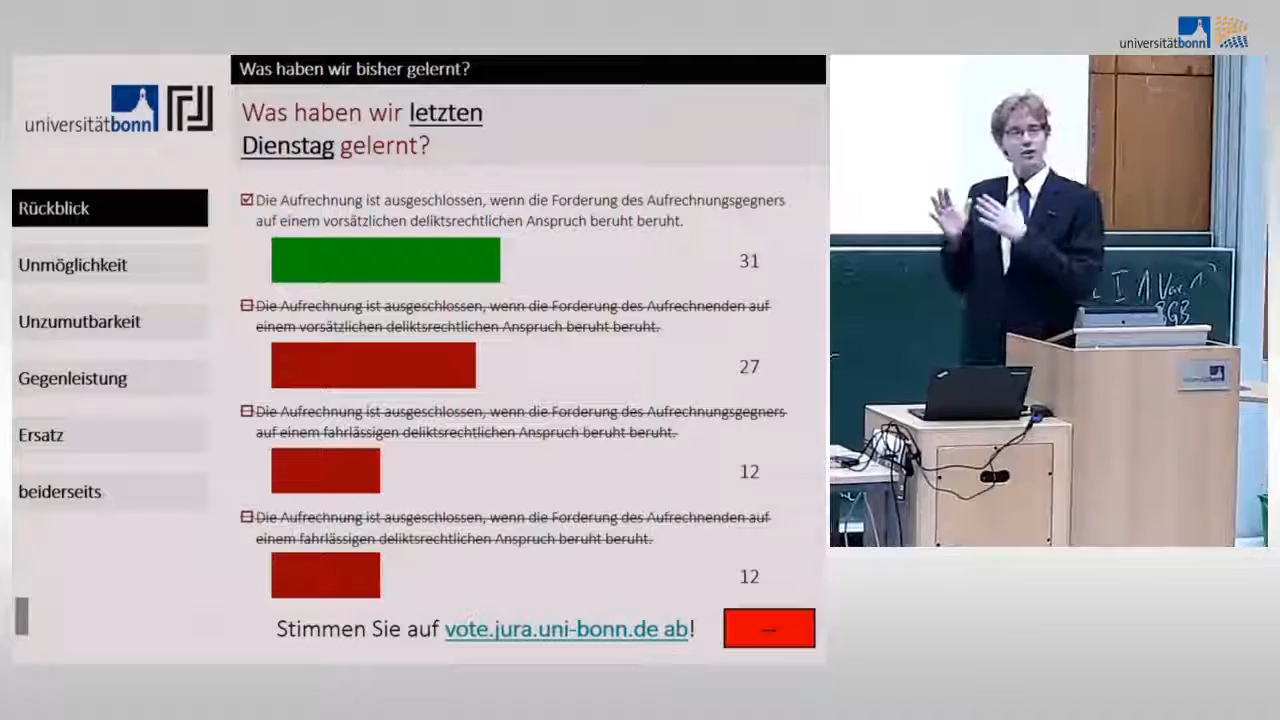 universitätbonn
Was haben wir bisher gelernt?
universitätbonn
Was haben wir letzten
Dienstag gelernt?
Rückblick
Unmöglichkeit
Unzumutbarkeit
Gegenleistung
Ersatz
beiderseits
Die Aufrechnung ist ausgeschlossen, wenn die Forderung des Aufrechnungsgegners
auf einem vorsätzlichen deliktsrechtlichen Anspruch beruht beruht.
31
Die Aufrechnung ist ausgeschlossen, wenn die Forderung des Aufrechnenden auf
einem vorsätzlichen deliktsrechtlichen Anspruch beruht beruht.
27
Die Aufrechnung ist ausgeschlossen, wenn die Forderung des Aufrechnungsgegners
auf einem fahrlässigen deliktsrechtlichen Anspruch beruht beruht.
12
Die Aufrechnung ist ausgeschlossen, wenn die Forderung des Aufrechnenden auf
einem fahrlässigen deliktsrechtlichen Anspruch beruht beruht.
12
Stimmen Sie auf vote.jura.uni-bonn.de ab!
→
I 1 Var. 1
BGB